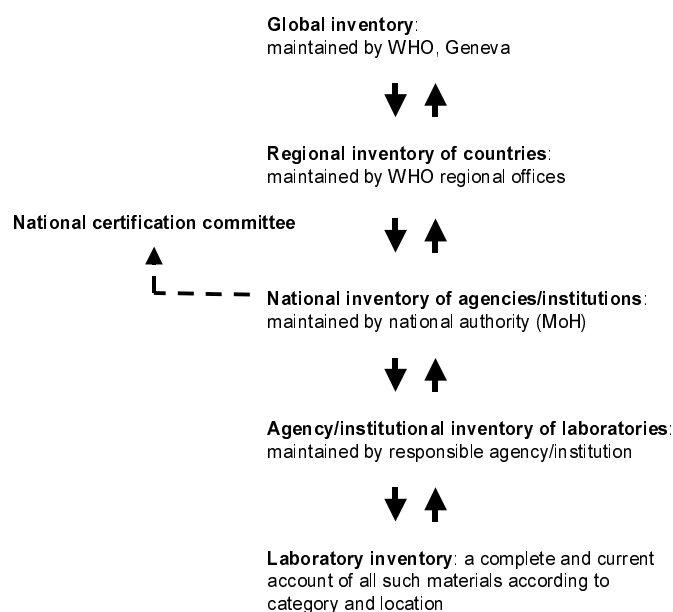 Global inventory:
maintained by WHO, Geneva
Regional inventory of countries:
maintained by WHO regional offices
National certification committee
National inventory of agencies/institutions:
maintained by national authority (MoH)
Agency/institutional inventory of laboratories:
maintained by responsible agency/institution
Laboratory inventory: a complete and current
account of all such materials according to
category and location